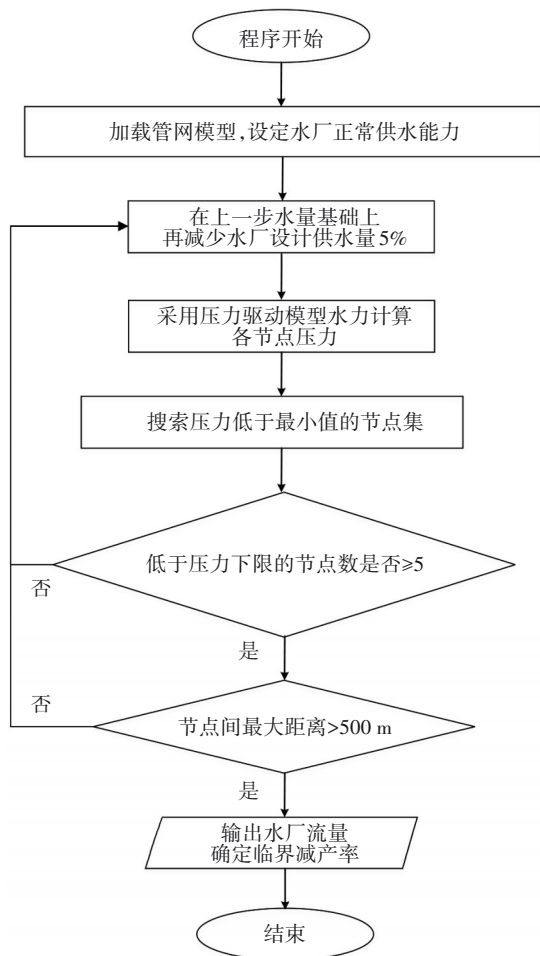 程序开始
加载管网模型,设定水厂正常供水能力
在上一步水量基础上
再减少水厂设计供水量5%
采用压力驱动模型水力计算
各节点压力
搜索压力低于最小值的节点集
低于压力下限的节点数是否≥5
否
是
否
节点间最大距离>500 m
是
输出水厂流量
确定临界减产率
结束